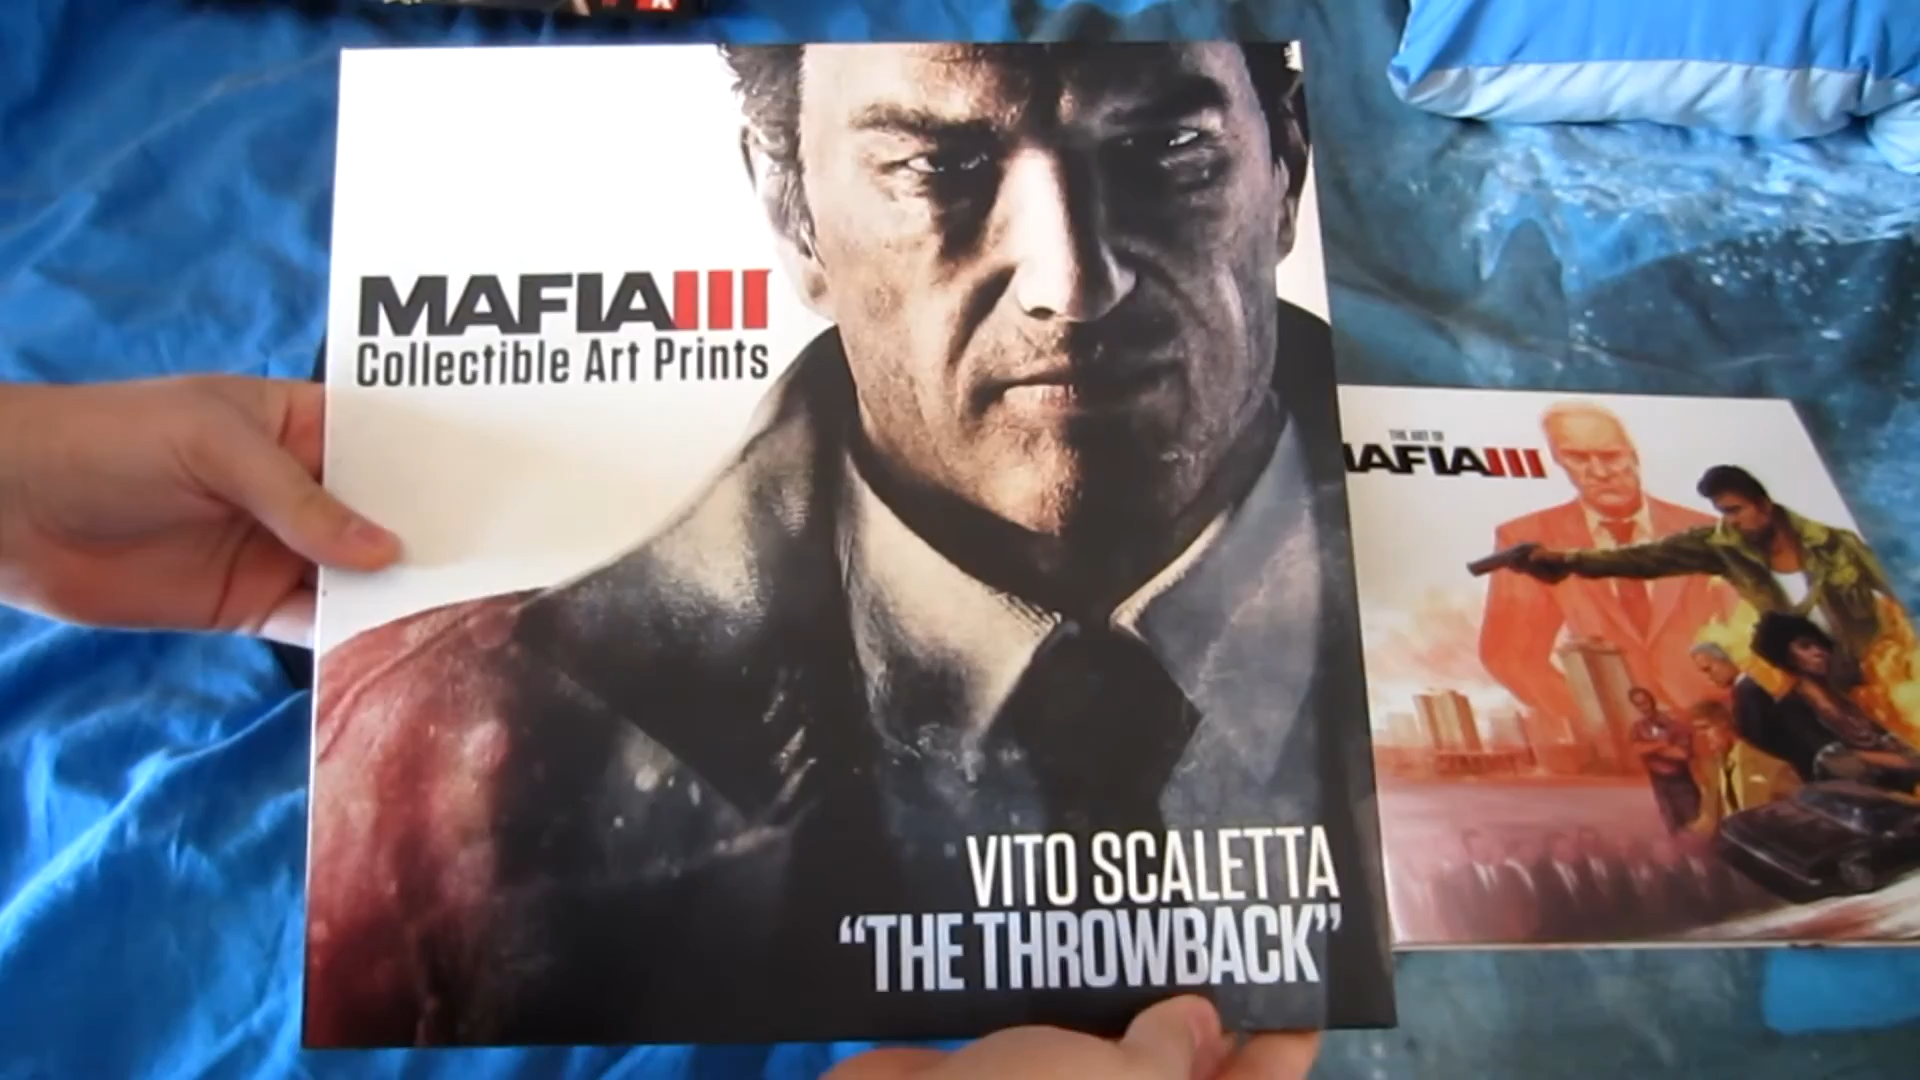 MAFIA III
Collectible Art Prints
VITO SCALETTA
“THE THROWBACK”
THE ART OF
MAFIA III